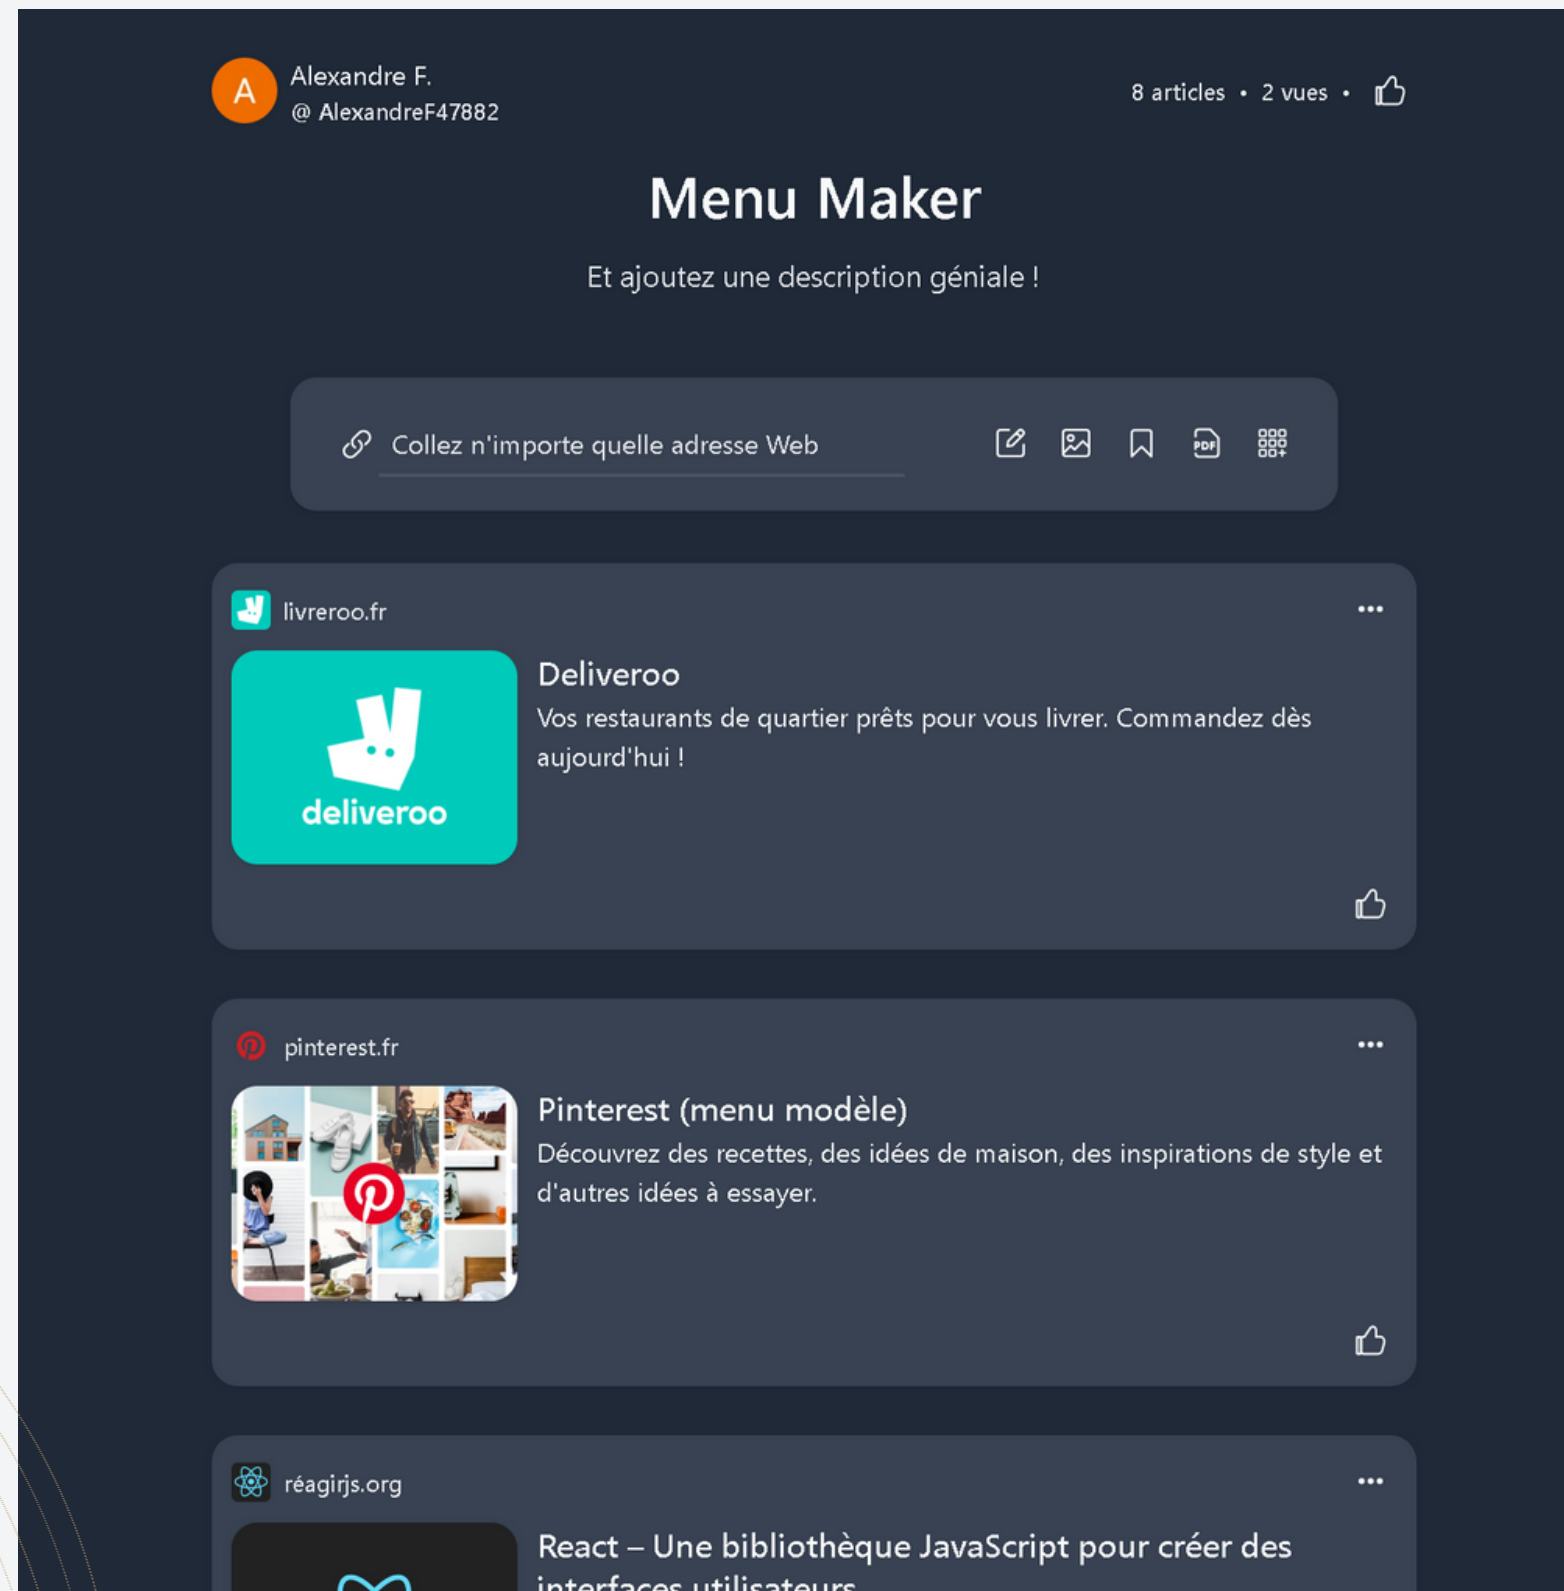 A
Alexandre F.
@ AlexandreF47882
8 articles • 2 vues •
Menu Maker
Et ajoutez une description géniale !
Collez n'importe quelle adresse Web
PDF
livreroo.fr
deliveroo
Deliveroo
Vos restaurants de quartier prêts pour vous livrer. Commandez dès
aujourd'hui !
pinterest.fr
Pinterest (menu modèle)
Découvrez des recettes, des idées de maison, des inspirations de style et
d'autres idées à essayer.
réagirjs.org
React – Une bibliothèque JavaScript pour créer des
interfaces utilisateurs